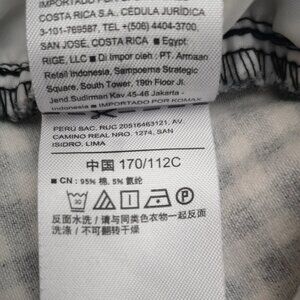 IMPORTADO POR
COSTA RICA S.A. CÉDULA JURÍDICA
3-101-769587, TEL +(506) 4404-3700.
SAN JOSE, COSTA RICA ■ Egypt
RIGE, LLC ■ Di impor oleh: PT. Armaan
Retail Indonesia, Sampoerna Strategic
Square, South Tower, 19th Floor Jl.
Jend.Sudirman Kav 45-46 Jakarta -
Indonesia ■ IMPORTADO POR KOMAX
PERÚ SAC. RUC 20516463121, AV.
CAMINO REAL NRO. 1274, SAN
ISIDRO, LIMA
中国 170/112C
■ CN : 95% 棉, 5% 氨纶
30
反面水洗 / 请与同类色衣物一起反面
洗涤 / 不可翻转干燥